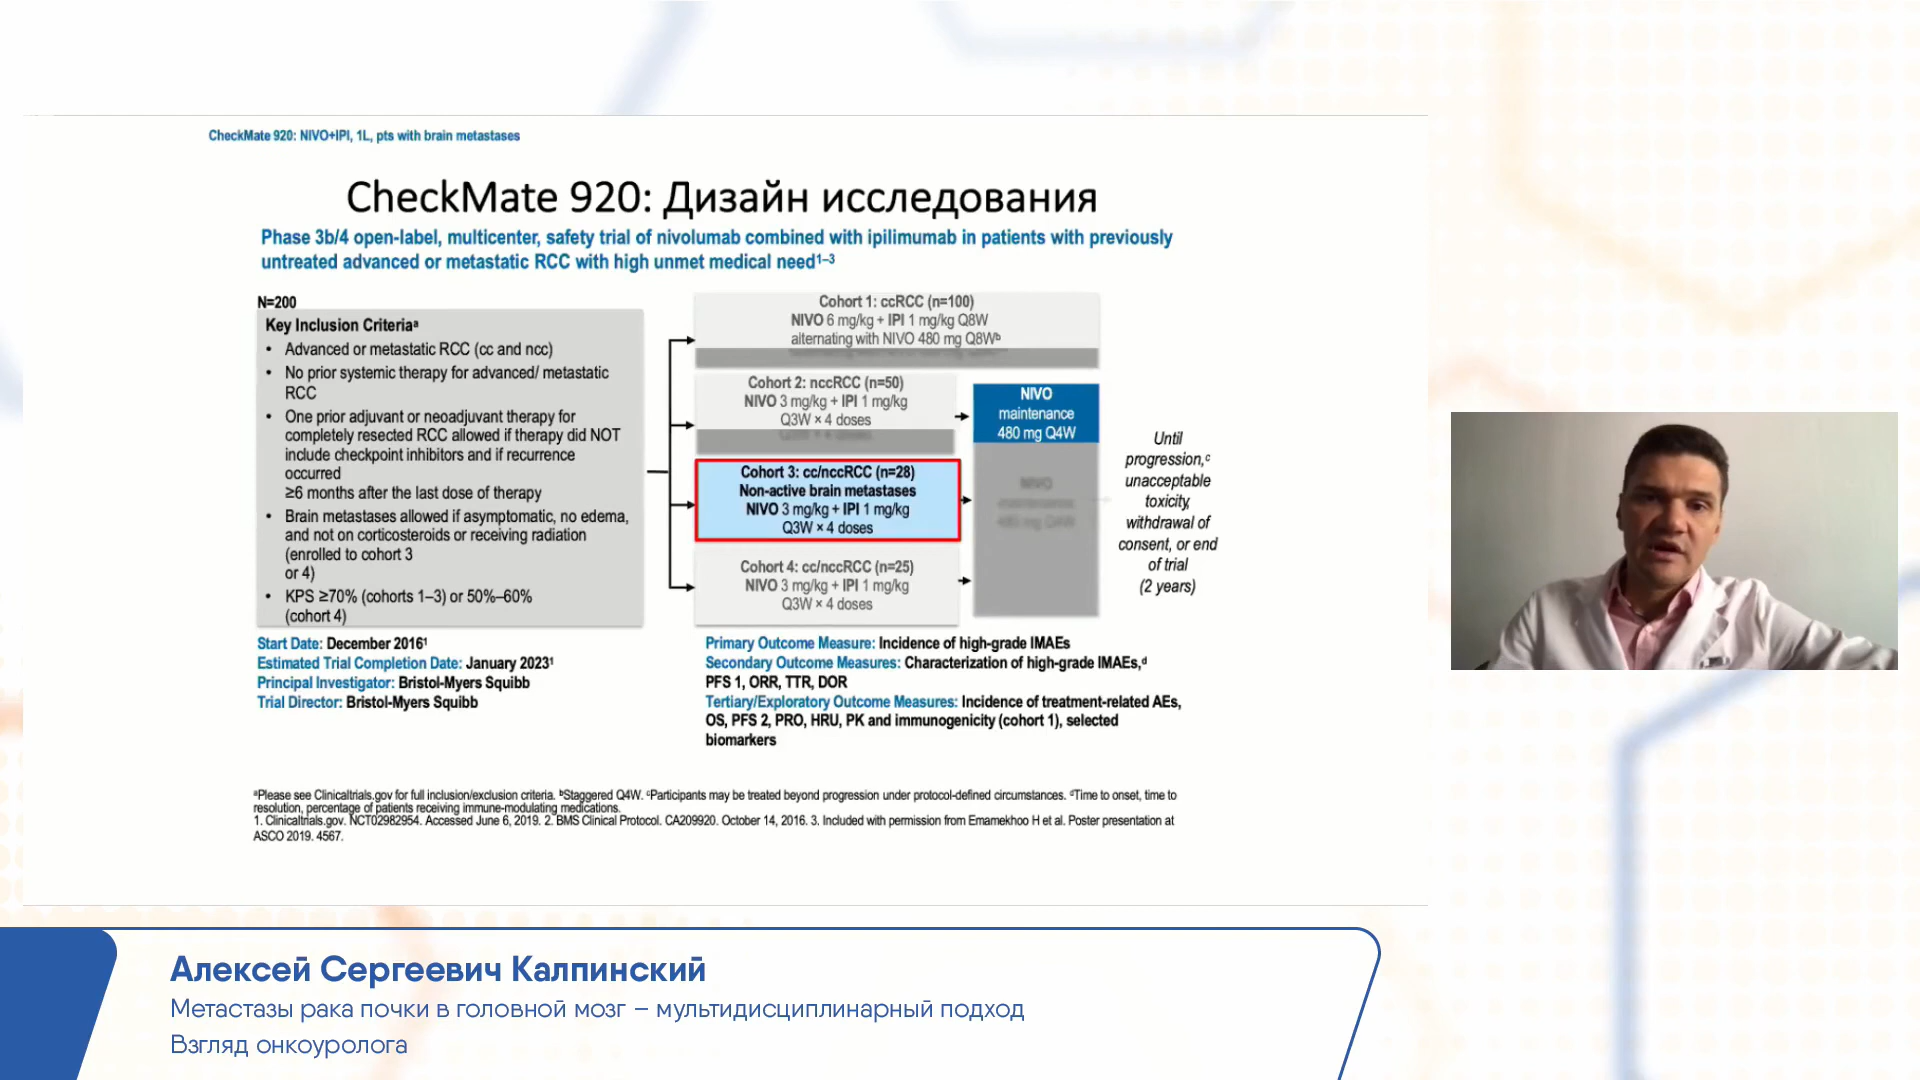 CheckMate 920: NIVO+IPI, 1L, pts with brain metastases
CheckMate 920: Дизайн исследования
Phase 3b/4 open-label, multicenter, safety trial of nivolumab combined with ipilimumab in patients with previously
untreated advanced or metastatic RCC with high unmet medical need¹⁻³
N=200
Key Inclusion Criteriaᵃ
• Advanced or metastatic RCC (cc and ncc)
• No prior systemic therapy for advanced/ metastatic
RCC
• One prior adjuvant or neoadjuvant therapy for
completely resected RCC allowed if therapy did NOT
include checkpoint inhibitors and if recurrence
occurred
≥6 months after the last dose of therapy
• Brain metastases allowed if asymptomatic, no edema,
and not on corticosteroids or receiving radiation
(enrolled to cohort 3
or 4)
• KPS ≥70% (cohorts 1–3) or 50%–60%
(cohort 4)
Cohort 1: ccRCC (n=100)
NIVO 6 mg/kg + IPI 1 mg/kg Q8W
alternating with NIVO 480 mg Q8Wᵇ
Cohort 2: nccRCC (n=50)
NIVO 3 mg/kg + IPI 1 mg/kg
Q3W × 4 doses
Cohort 3: cc/nccRCC (n=28)
Non-active brain metastases
NIVO 3 mg/kg + IPI 1 mg/kg
Q3W × 4 doses
Cohort 4: cc/nccRCC (n=25)
NIVO 3 mg/kg + IPI 1 mg/kg
Q3W × 4 doses
NIVO
maintenance
480 mg Q4W
Until
progression,ᶜ
unacceptable
toxicity,
withdrawal of
consent, or end
of trial
(2 years)
Start Date: December 2016¹
Estimated Trial Completion Date: January 2023¹
Principal Investigator: Bristol-Myers Squibb
Trial Director: Bristol-Myers Squibb
Primary Outcome Measure: Incidence of high-grade IMAEs
Secondary Outcome Measures: Characterization of high-grade IMAEs,ᵈ
PFS 1, ORR, TTR, DOR
Tertiary/Exploratory Outcome Measures: Incidence of treatment-related AEs,
OS, PFS 2, PRO, HRU, PK and immunogenicity (cohort 1), selected
biomarkers
ᵃPlease see Clinicaltrials.gov for full inclusion/exclusion criteria. ᵇStaggered Q4W. ᶜParticipants may be treated beyond progression under protocol-defined circumstances. ᵈTime to onset, time to
resolution, percentage of patients receiving immune-modulating medications.
1. Clinicaltrials.gov. NCT02982954. Accessed June 6, 2019. 2. BMS Clinical Protocol. CA209920. October 14, 2016. 3. Included with permission from Emamekhoo H et al. Poster presentation at
ASCO 2019. 4567.
Алексей Сергеевич Калпинский
Метастазы рака почки в головной мозг – мультидисциплинарный подход
Взгляд онкоуролога